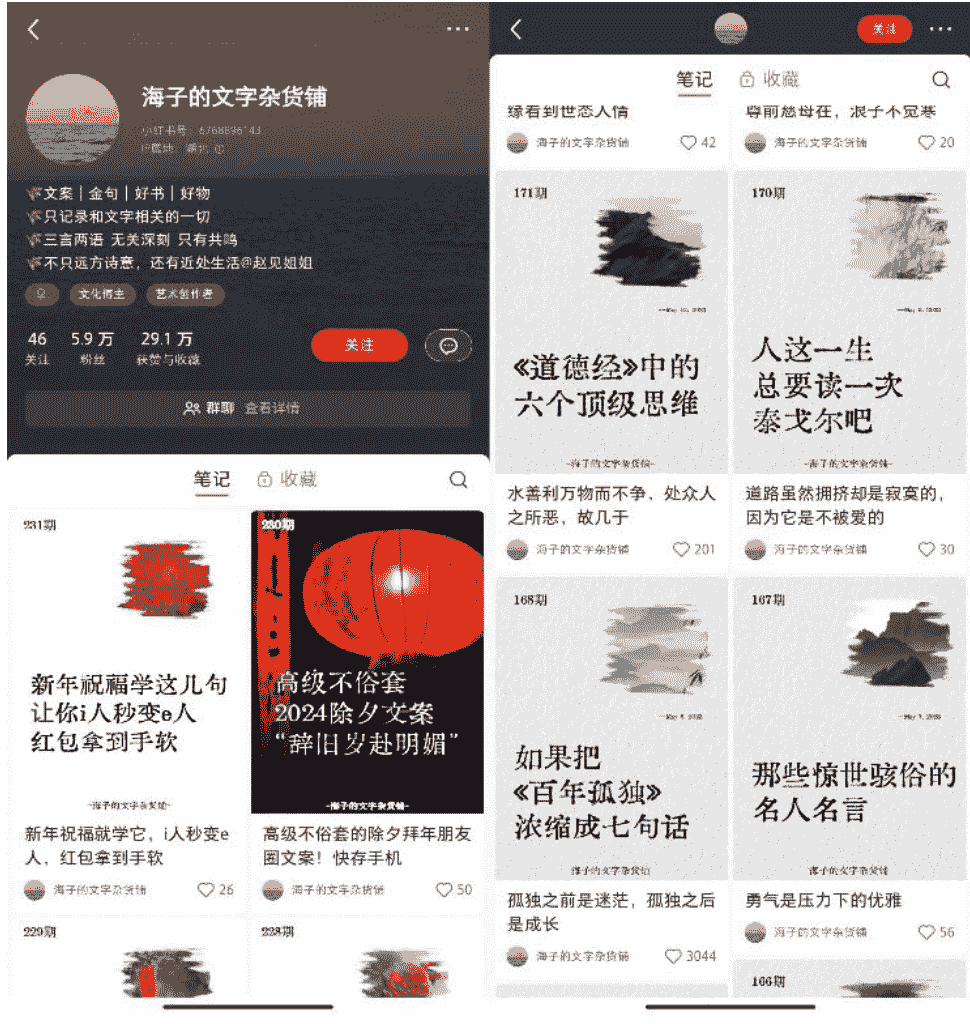 海子的文字杂货铺
小红书号：6768896143
文案｜金句｜好书｜好物
只记录和文字相关的一切
三言两语 无关深刻 只有共鸣
不只远方诗意，还有近处生活@赵见姐姐
文化博主
艺术创作者
46
关注
5.9 万
粉丝
29.1 万
获赞与收藏
关注
群聊 查看详情
笔记
收藏
231期
新年祝福学这几句
让你i人秒变e人
红包拿到手软
-海子的文字杂货铺-
新年祝福就学它，i人秒变e
人，红包拿到手软
海子的文字杂货铺
26
230期
高级不俗套
2024除夕文案
“辞旧岁赴明媚”
-海子的文字杂货铺-
高级不俗套的除夕拜年朋友
圈文案！快存手机
海子的文字杂货铺
50
229期
228期
关注
笔记
收藏
缘看到世态人情
海子的文字杂货铺
42
尊前慈母在，浪子不觉寒
海子的文字杂货铺
20
171期
《道德经》中的
六个顶级思维
-海子的文字杂货铺-
水善利万物而不争，处众人
之所恶，故几于
海子的文字杂货铺
201
170期
人这一生
总要读一次
泰戈尔吧
-海子的文字杂货铺-
道路虽然拥挤却是寂寞的，
因为它是不被爱的
海子的文字杂货铺
30
168期
如果把
《百年孤独》
浓缩成七句话
海子的文字杂货铺
孤独之前是迷茫，孤独之后
是成长
海子的文字杂货铺
3044
167期
那些惊世骇俗的
名人名言
海子的文字杂货铺
勇气是压力下的优雅
海子的文字杂货铺
56
166期